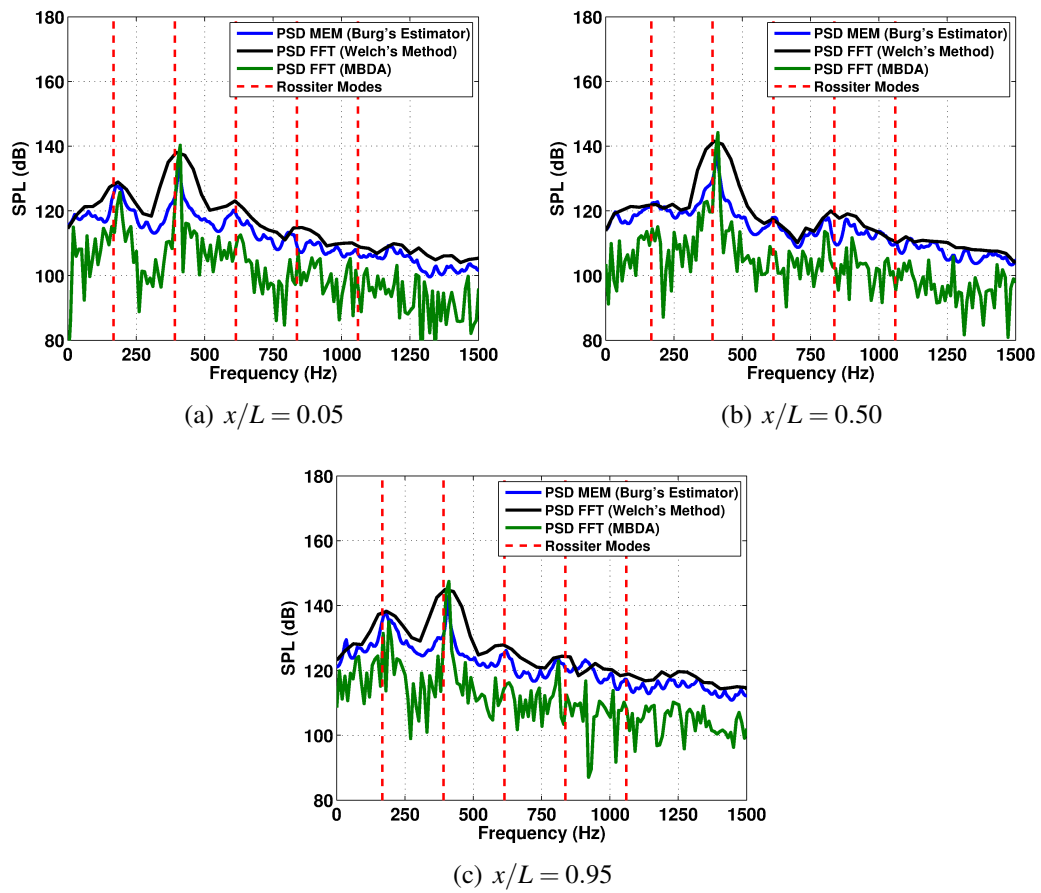 PSD MEM (Burg's Estimator)
PSD FFT (Welch's Method)
PSD FFT (MBDA)
Rossiter Modes
180
160
140
120
100
80
SPL (dB)
0 250 500 750 1000 1250 1500
Frequency (Hz)
(a) x/L = 0.05
PSD MEM (Burg's Estimator)
PSD FFT (Welch's Method)
PSD FFT (MBDA)
Rossiter Modes
180
160
140
120
100
80
SPL (dB)
0 250 500 750 1000 1250 1500
Frequency (Hz)
(b) x/L = 0.50
PSD MEM (Burg's Estimator)
PSD FFT (Welch's Method)
PSD FFT (MBDA)
Rossiter Modes
180
160
140
120
100
80
SPL (dB)
0 250 500 750 1000 1250 1500
Frequency (Hz)
(c) x/L = 0.95